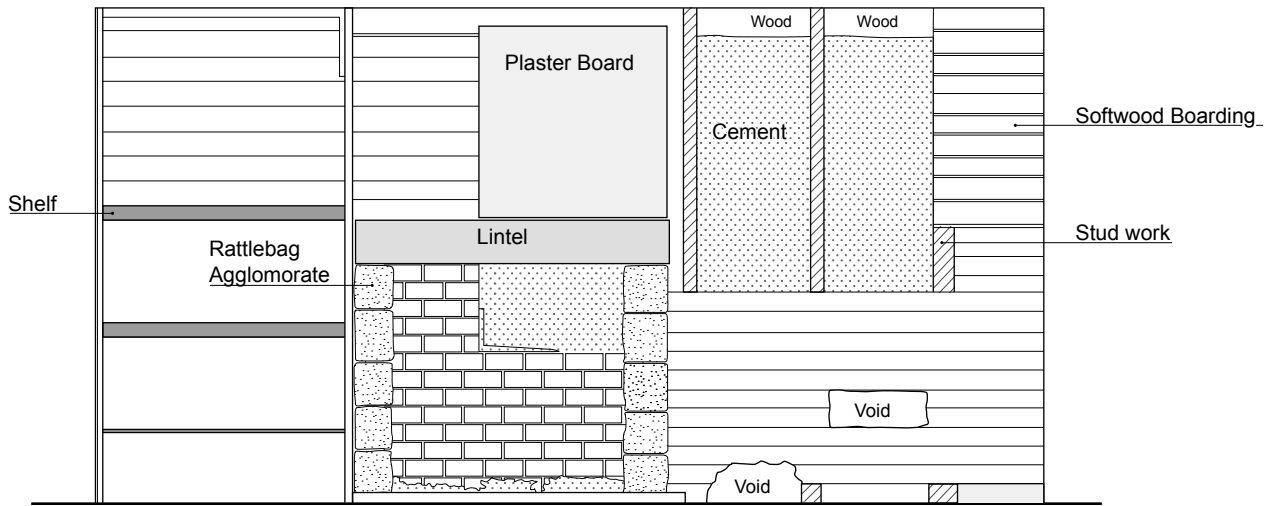 Wood
Wood
Plaster Board
Softwood Boarding
Cement
Shelf
Lintel
Stud work
Rattlebag
Agglomorate
Void
Void